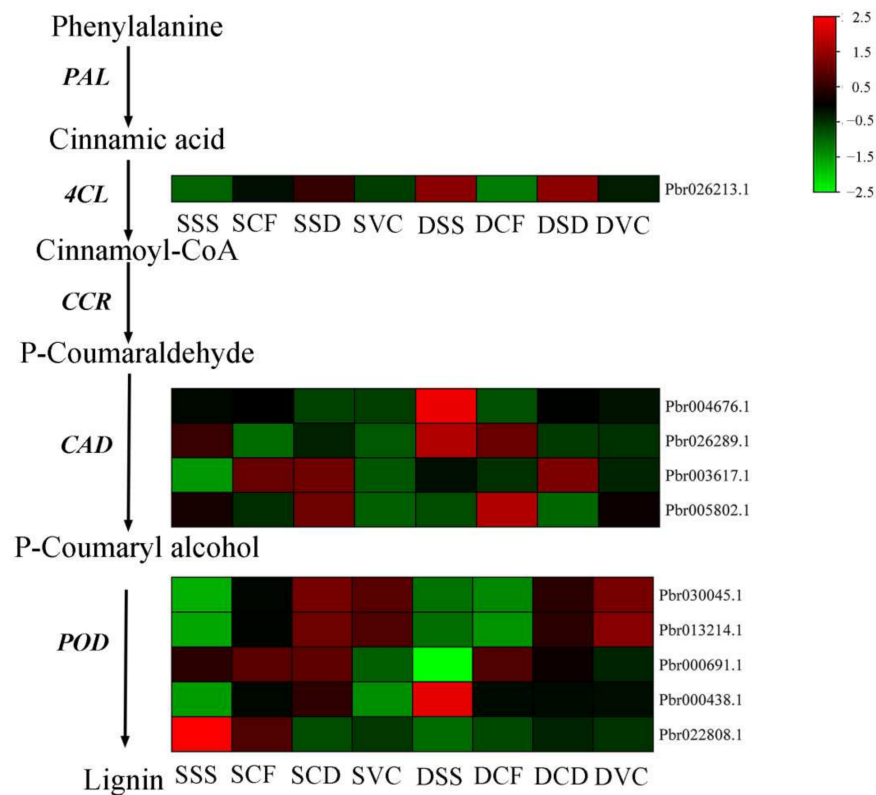 Phenylalanine
PAL
Cinnamic acid
4CL
Pbr026213.1
SSS SCF SSD SVC DSS DCF DSD DVC
Cinnamoyl-CoA
CCR
P-Coumaraldehyde
CAD
Pbr004676.1
Pbr026289.1
Pbr003617.1
Pbr005802.1
P-Coumaryl alcohol
POD
Pbr030045.1
Pbr013214.1
Pbr000691.1
Pbr000438.1
Pbr022808.1
Lignin
SSS SCF SCD SVC DSS DCF DCD DVC
2.5
1.5
0.5
−0.5
−1.5
−2.5